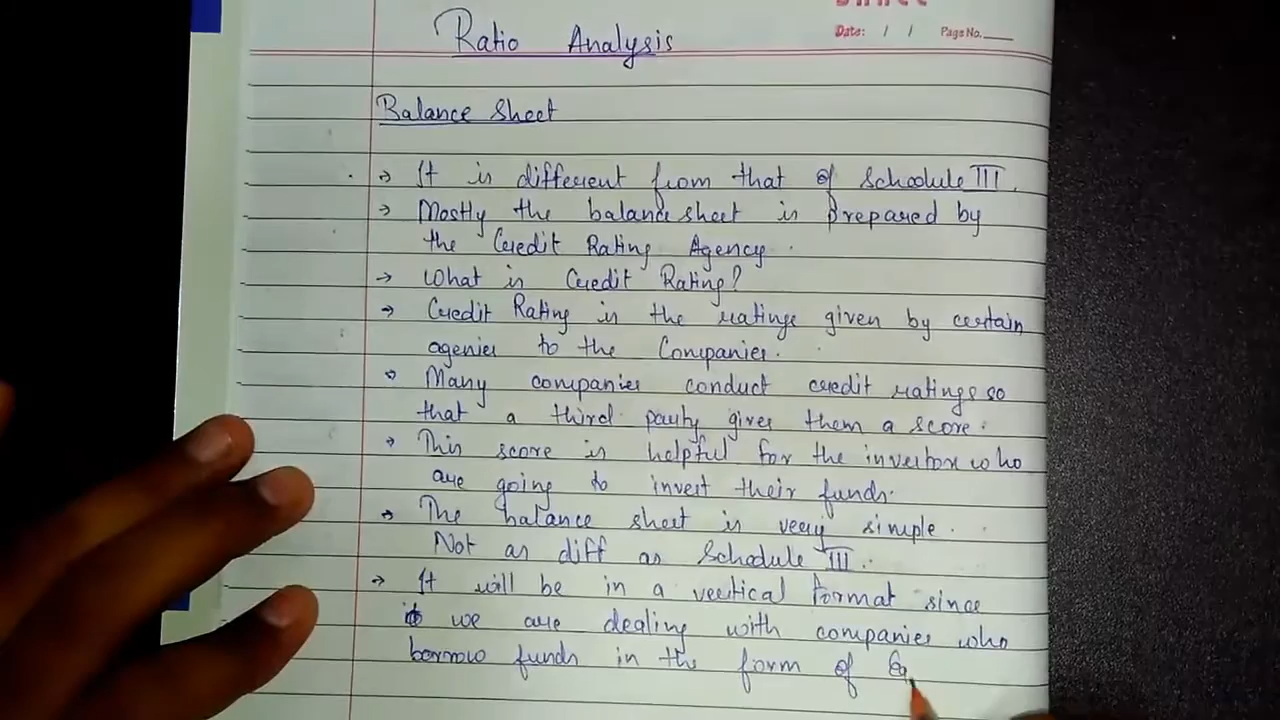 Ratio Analysis
Date: / / Page No.
Balance Sheet
→ It is different from that of Schedule III.
→ Mostly the balance sheet is prepared by
the Credit Rating Agency.
→ What is Credit Rating?
→ Credit Rating is the ratings given by certain
agenies to the Companies.
→ Many companies conduct credit ratings so
that a third party gives them a score.
→ This score is helpful for the investor who
are going to invest their funds.
→ The balance sheet is very simple.
Not as diff as Schedule III.
→ It will be in a vertical format since
we are dealing with companies who
borrow funds in the form of Eq